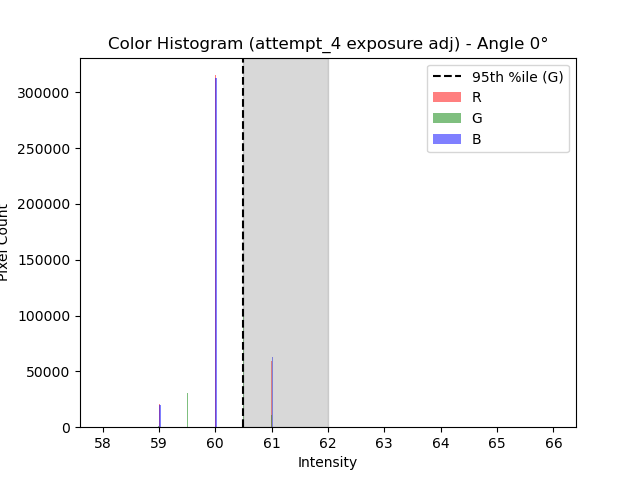 Color Histogram (attempt_4 exposure adj) - Angle 0°
95th %ile (G)
R
G
B
Pixel Count
300000
250000
200000
150000
100000
50000
0
58 59 60 61 62 63 64 65 66
Intensity